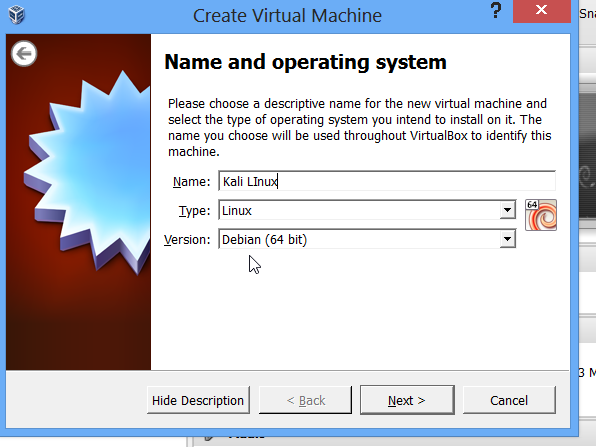 Create Virtual Machine
?
Sna
Name and operating system
Please choose a descriptive name for the new virtual machine and
select the type of operating system you intend to install on it. The
name you choose will be used throughout VirtualBox to identify this
machine.
Name: Kali LInux
Type: Linux
64
Version: Debian (64 bit)
3 M
Hide Description
< Back
Next >
Cancel